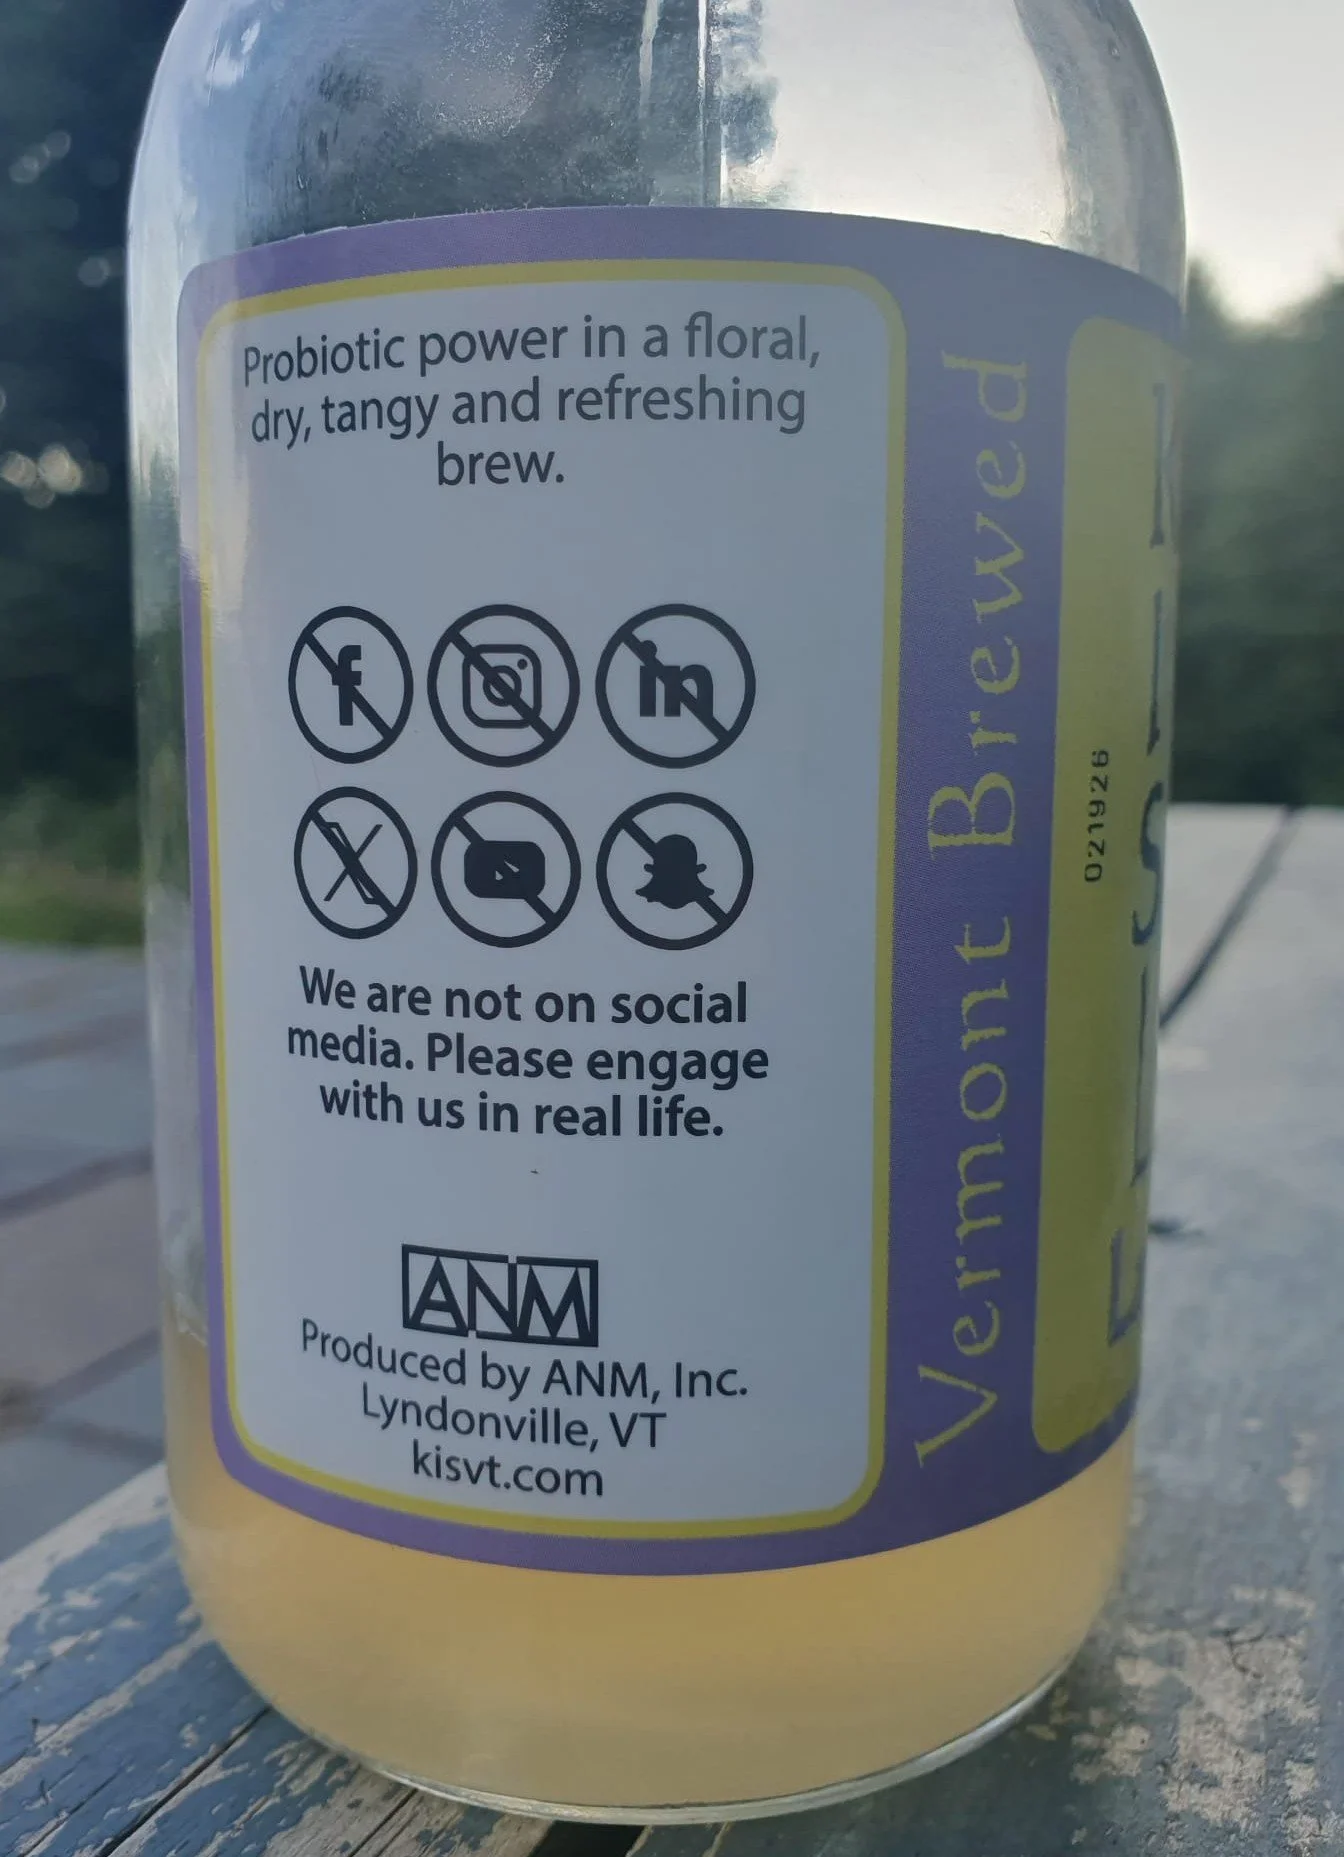 Probiotic power in a floral,
dry, tangy and refreshing
brew.
We are not on social
media. Please engage
with us in real life.
ANM
Produced by ANM, Inc.
Lyndonville, VT
kisvt.com
Vermont Brewed
021926